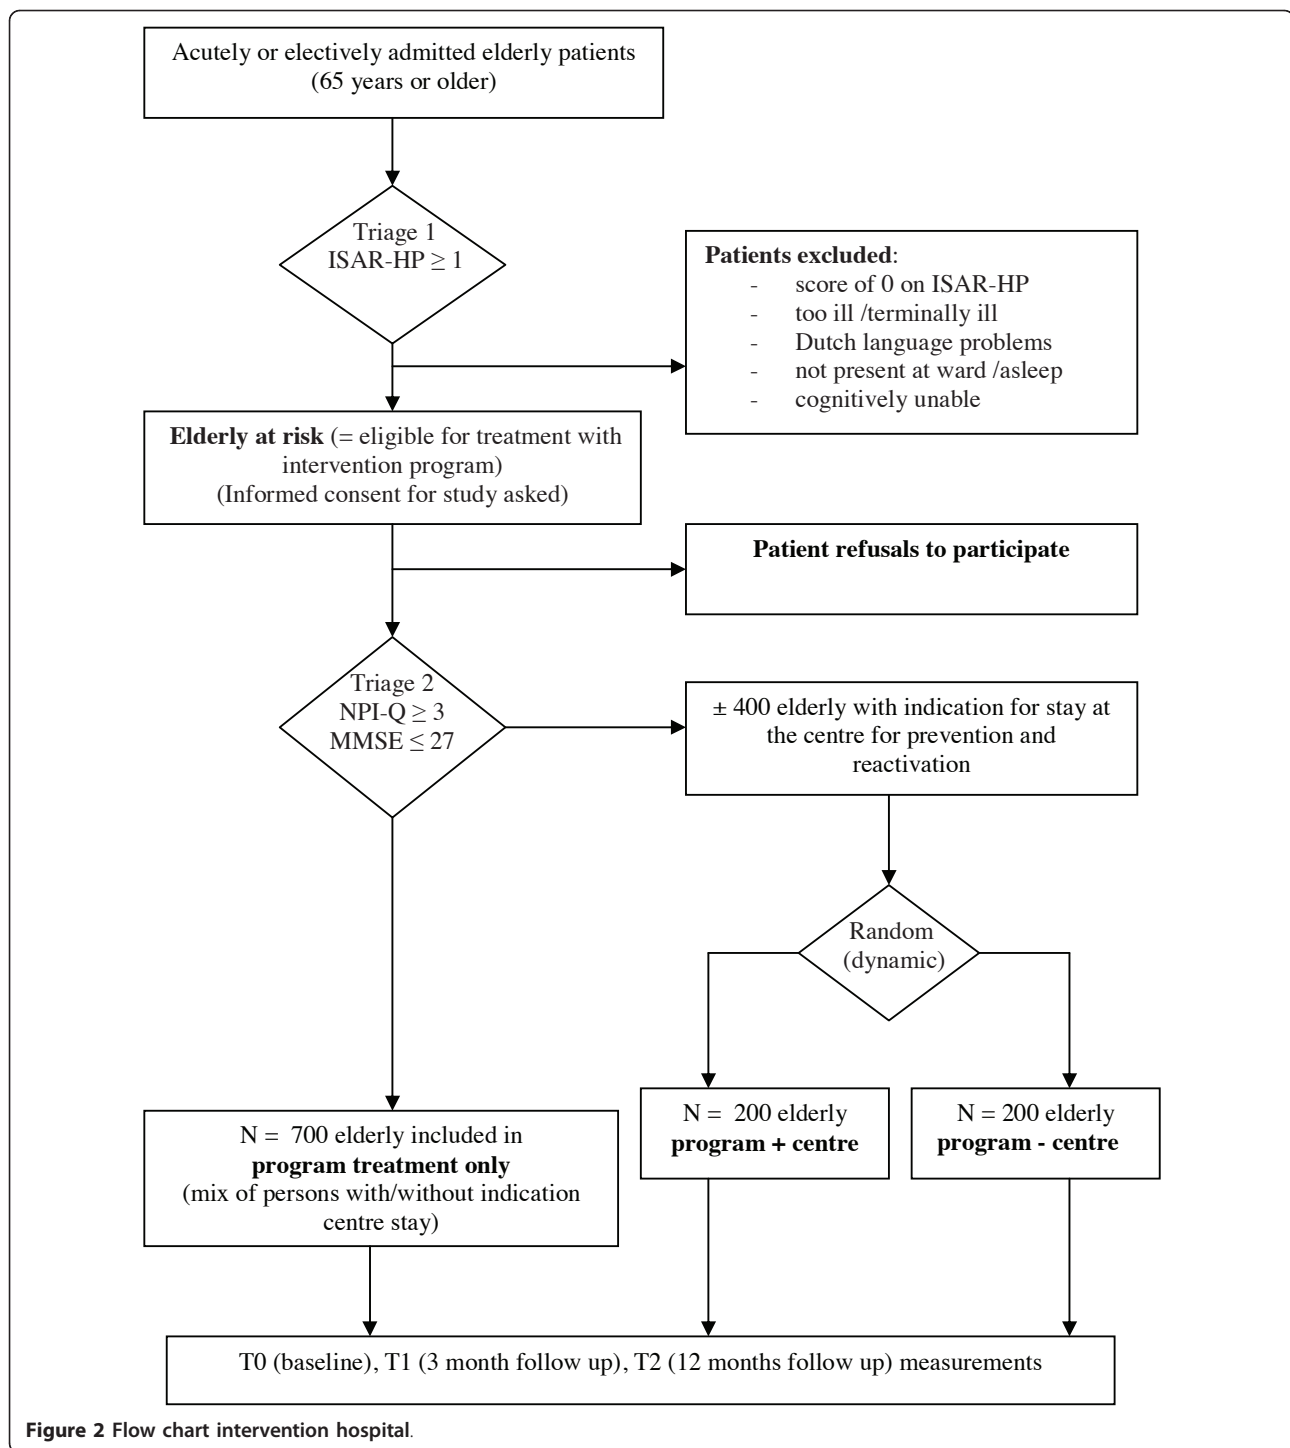 Acutely or electively admitted elderly patients
(65 years or older)
Triage 1
ISAR-HP ≥ 1
Patients excluded:
- score of 0 on ISAR-HP
- too ill /terminally ill
- Dutch language problems
- not present at ward /asleep
- cognitively unable
Elderly at risk (= eligible for treatment with
intervention program)
(Informed consent for study asked)
Patient refusals to participate
Triage 2
NPI-Q ≥ 3
MMSE ≤ 27
± 400 elderly with indication for stay at
the centre for prevention and
reactivation
Random
(dynamic)
N = 200 elderly
program + centre
N = 200 elderly
program - centre
N = 700 elderly included in
program treatment only
(mix of persons with/without indication
centre stay)
T0 (baseline), T1 (3 month follow up), T2 (12 months follow up) measurements
Figure 2 Flow chart intervention hospital.